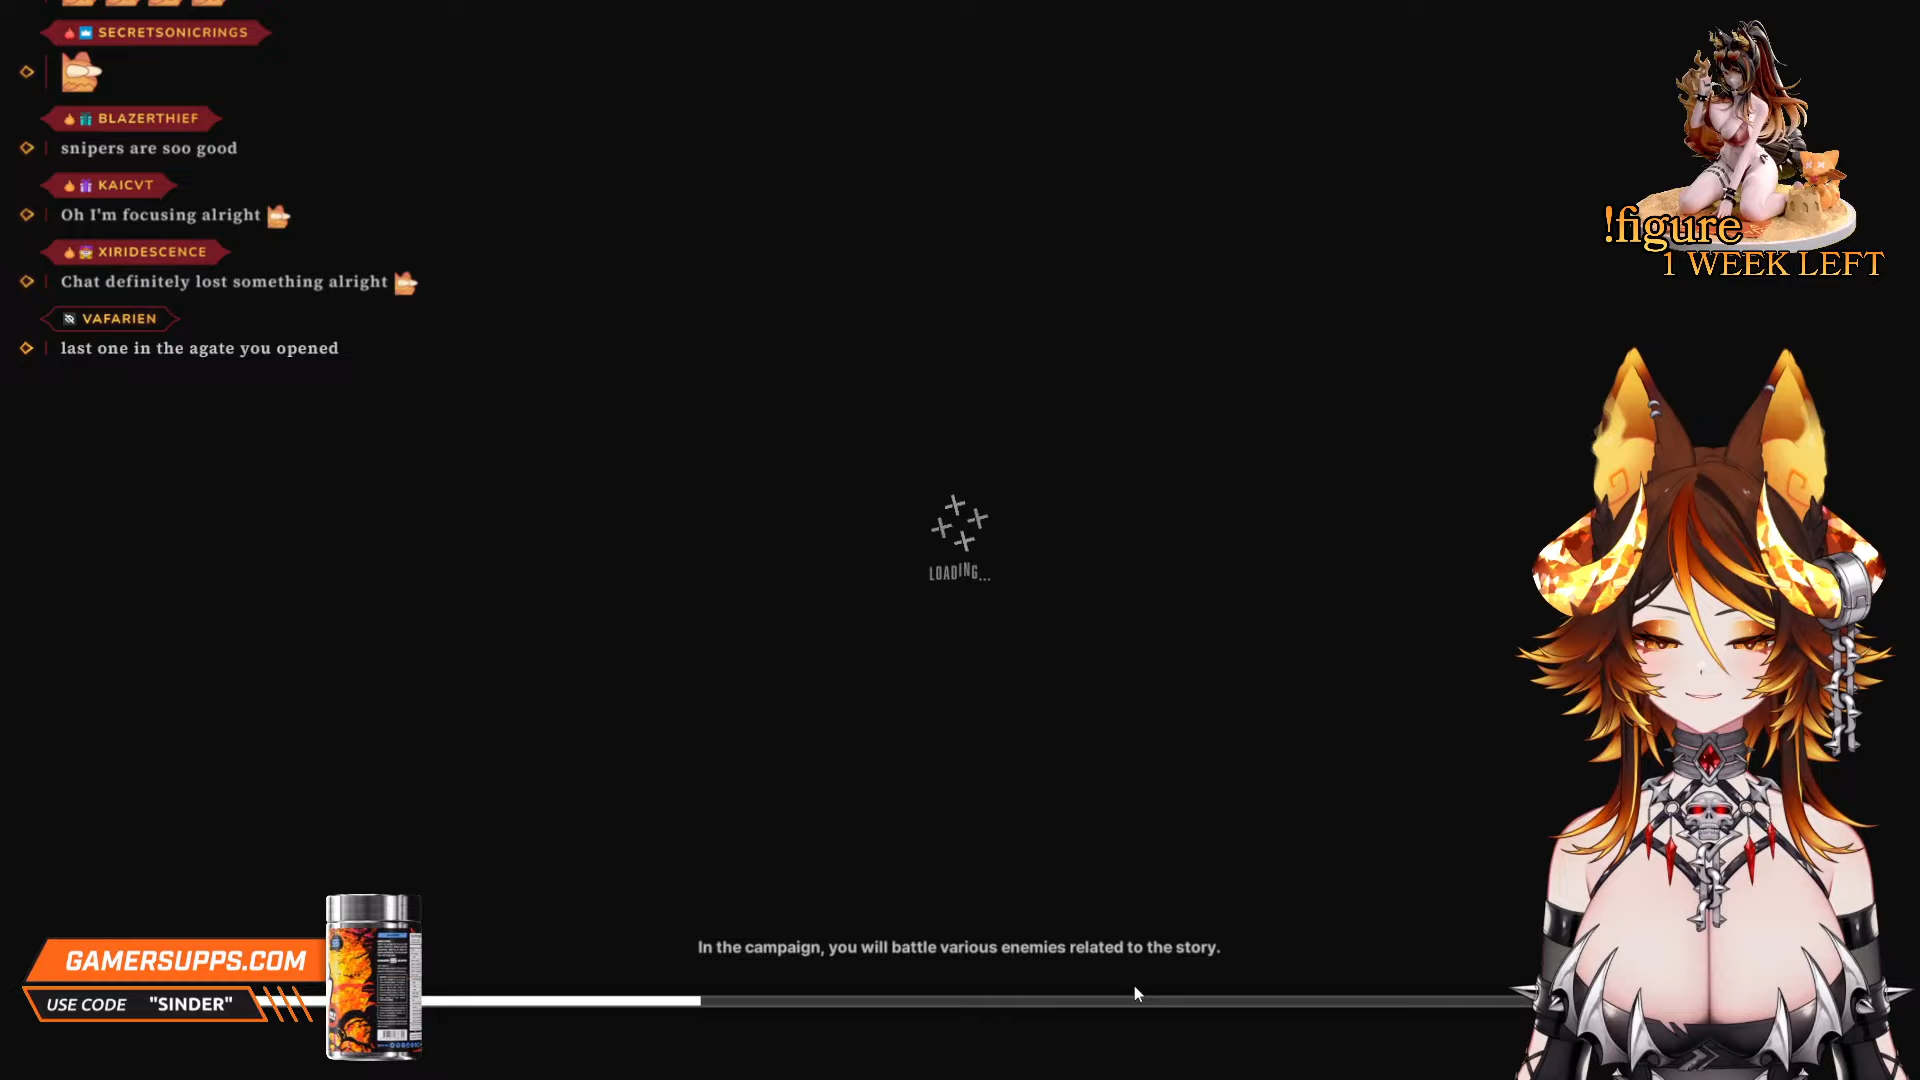 SECRETSONICRINGS
BLAZERTHIEF
snipers are soo good
KAICVT
Oh I'm focusing alright
XIRIDESCENCE
Chat definitely lost something alright
VAFARIEN
last one in the agate you opened
!figure
1 WEEK LEFT
LOADING...
In the campaign, you will battle various enemies related to the story.
GAMERSUPPS.COM
USE CODE "SINDER"